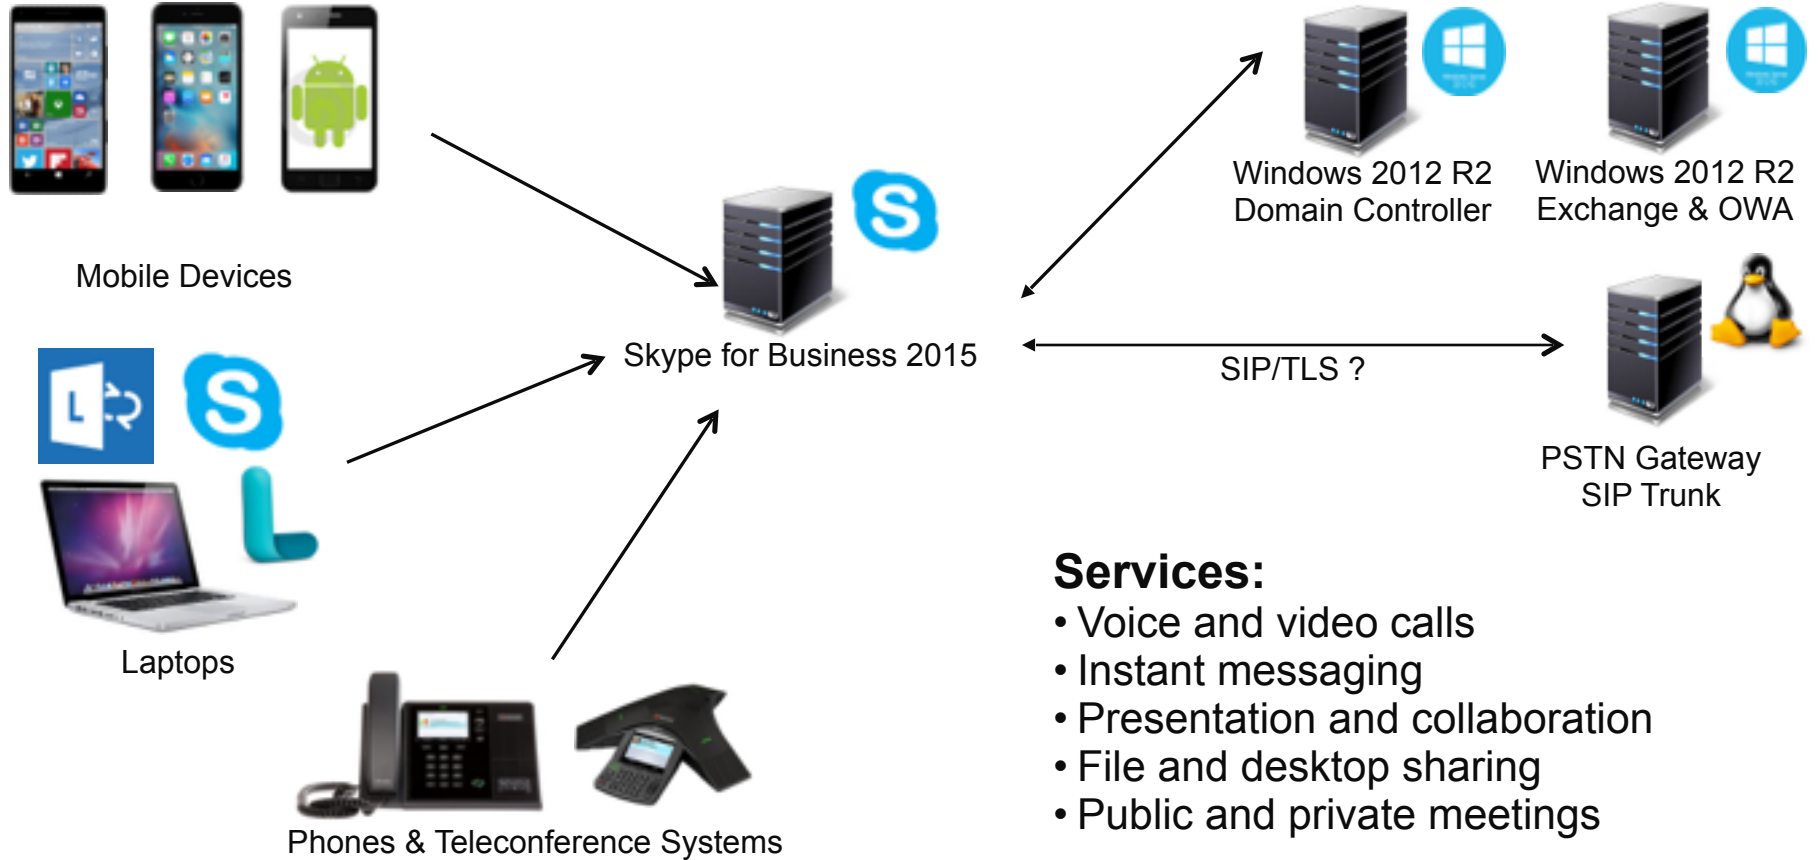 Windows 2012 R2
Domain Controller
Windows 2012 R2
Exchange & OWA
Mobile Devices
S
Skype for Business 2015
SIP/TLS ?
L
S
PSTN Gateway
SIP Trunk
Laptops
Services:
• Voice and video calls
• Instant messaging
• Presentation and collaboration
• File and desktop sharing
• Public and private meetings
Phones & Teleconference Systems